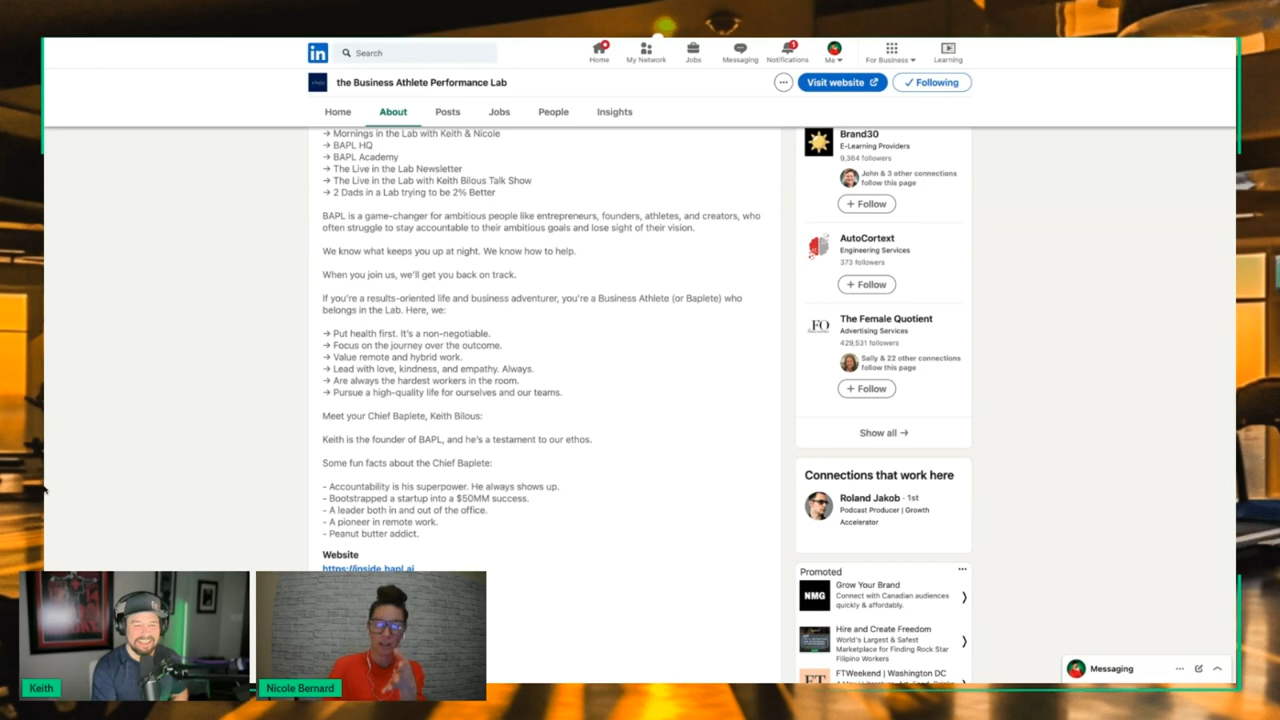 in
Search
Home
My Network
Jobs
Messaging
Notifications
Me
For Business
Learning
the Business Athlete Performance Lab
Visit website
✓ Following
Home
About
Posts
Jobs
People
Insights
→ Mornings in the Lab with Keith & Nicole
→ BAPL HQ
→ BAPL Academy
→ The Live in the Lab Newsletter
→ The Live in the Lab with Keith Bilous Talk Show
→ 2 Dads in a Lab trying to be 2% Better
BAPL is a game-changer for ambitious people like entrepreneurs, founders, athletes, and creators, who
often struggle to stay accountable to their ambitious goals and lose sight of their vision.
We know what keeps you up at night. We know how to help.
When you join us, we'll get you back on track.
If you're a results-oriented life and business adventurer, you're a Business Athlete (or Baplete) who
belongs in the Lab. Here, we:
→ Put health first. It's a non-negotiable.
→ Focus on the journey over the outcome.
→ Value remote and hybrid work.
→ Lead with love, kindness, and empathy. Always.
→ Are always the hardest workers in the room.
→ Pursue a high-quality life for ourselves and our teams.
Meet your Chief Baplete, Keith Bilous:
Keith is the founder of BAPL, and he's a testament to our ethos.
Some fun facts about the Chief Baplete:
- Accountability is his superpower. He always shows up.
- Bootstrapped a startup into a $50MM success.
- A leader both in and out of the office.
- A pioneer in remote work.
- Peanut butter addict.
Website
https://inside.bapl.ai
Brand30
E-Learning Providers
9,364 followers
John & 3 other connections
follow this page
+ Follow
AutoCortext
Engineering Services
373 followers
+ Follow
FQ
The Female Quotient
Advertising Services
429,531 followers
Sally & 22 other connections
follow this page
+ Follow
Show all →
Connections that work here
Roland Jakob · 1st
Podcast Producer | Growth
Accelerator
Promoted
NMG
Grow Your Brand
Connect with Canadian audiences
quickly & affordably.
Hire and Create Freedom
World's Largest & Safest
Marketplace for Finding Rock Star
Filipino Workers
FT
FTWeekend | Washington DC
Messaging
Keith
Nicole Bernard